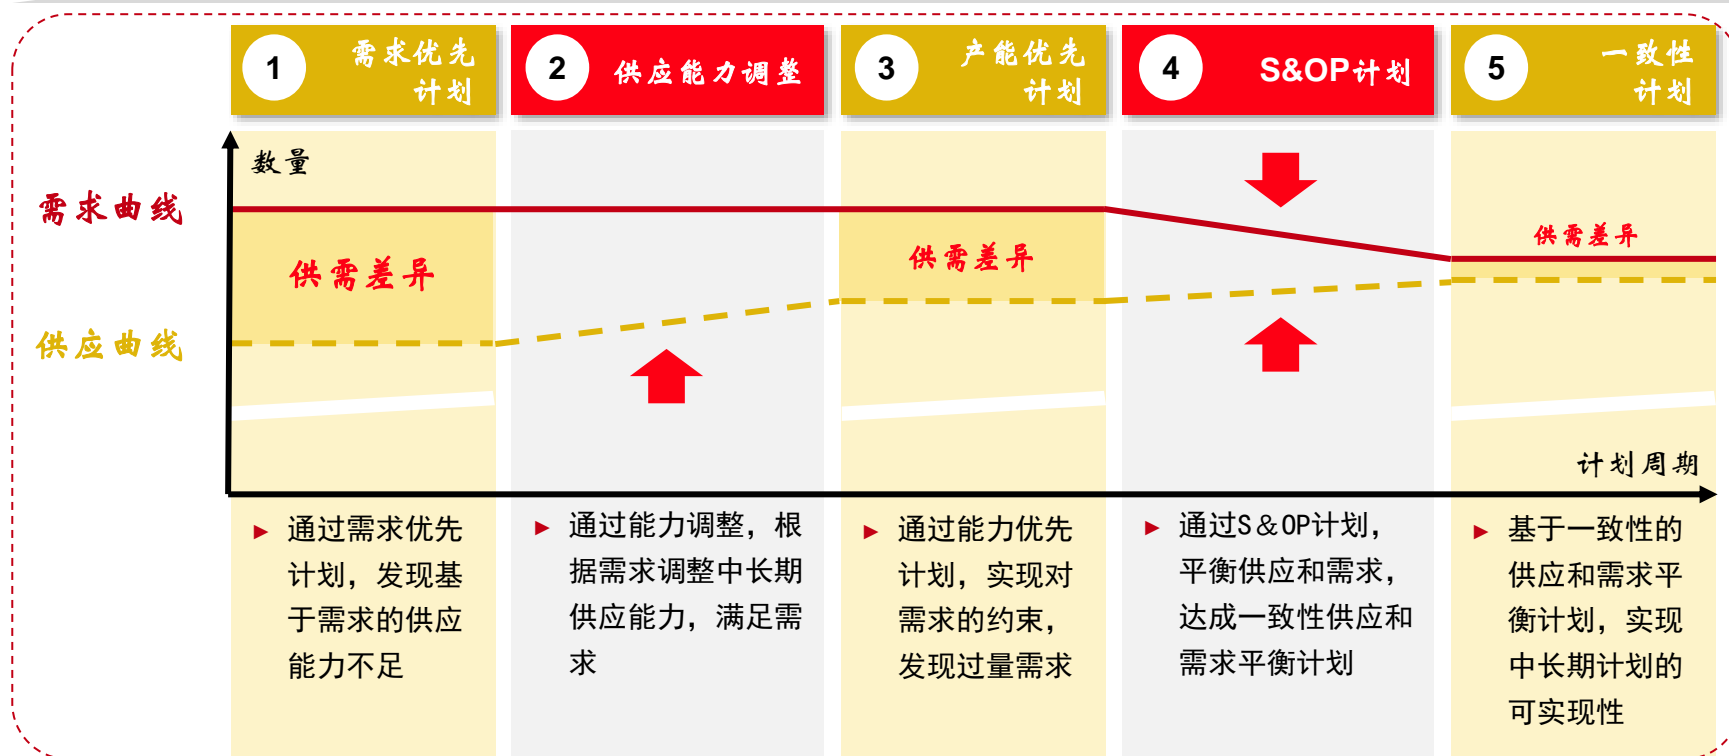 1
需求优先
计划
2
供应能力调整
3
产能优先
计划
4
S&OP计划
5
一致性
计划
数量
需求曲线
供需差异
供需差异
供需差异
供应曲线
计划周期
► 通过需求优先
计划，发现基
于需求的供应
能力不足
► 通过能力调整，根
据需求调整中长期
供应能力，满足需
求
► 通过能力优先
计划，实现对
需求的约束，
发现过量需求
► 通过S＆OP计划，
平衡供应和需求，
达成一致性供应和
需求平衡计划
► 基于一致性的
供应和需求平
衡计划，实现
中长期计划的
可实现性